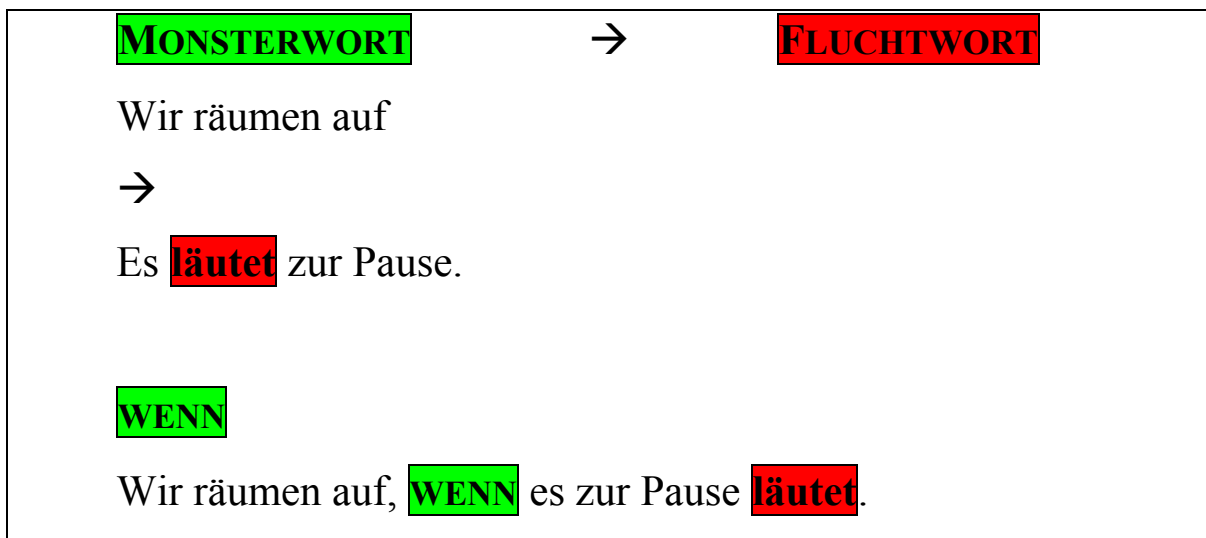 MONSTERWORT → FLUCHTWORT
Wir räumen auf
→
Es läutet zur Pause.
WENN
Wir räumen auf, WENN es zur Pause läutet.